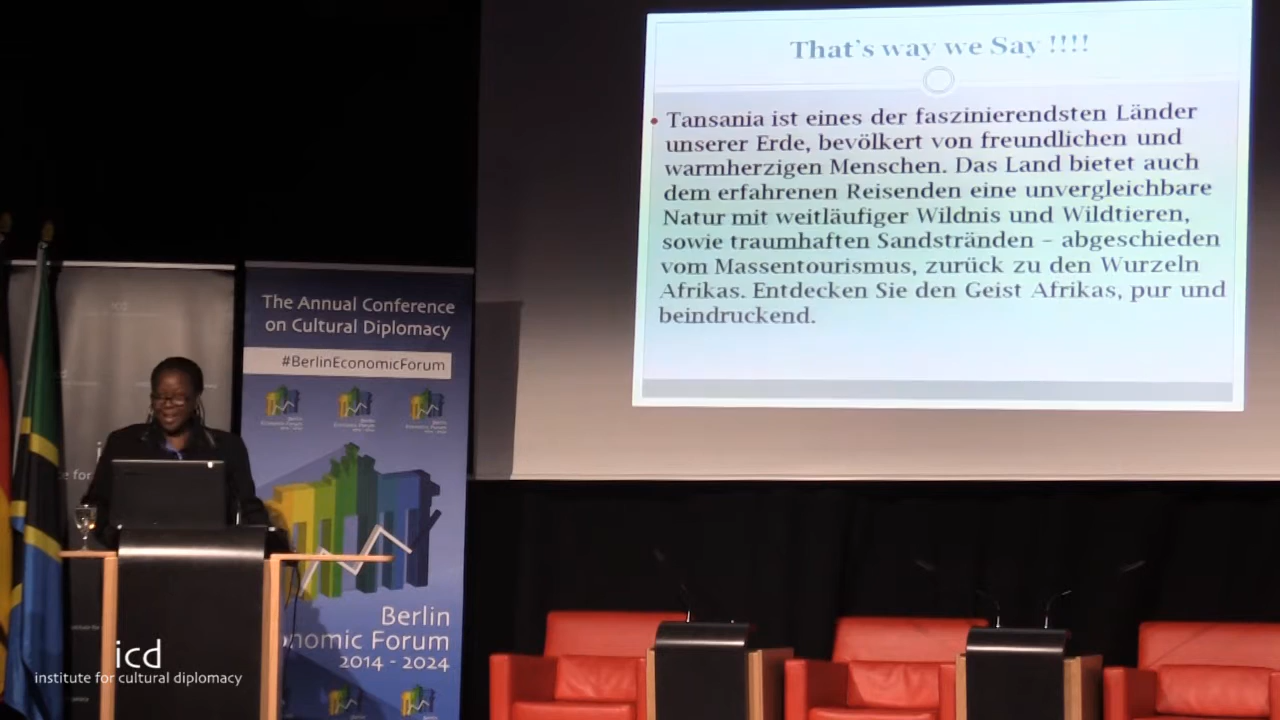 That's way we Say !!!!
• Tansania ist eines der faszinierendsten Länder
unserer Erde, bevölkert von freundlichen und
warmherzigen Menschen. Das Land bietet auch
dem erfahrenen Reisenden eine unvergleichbare
Natur mit weitläufiger Wildnis und Wildtieren,
sowie traumhaften Sandstränden – abgeschieden
vom Massentourismus, zurück zu den Wurzeln
Afrikas. Entdecken Sie den Geist Afrikas, pur und
beindruckend.
The Annual Conference
on Cultural Diplomacy
#BerlinEconomicForum
Berlin
nomic Forum
2014 - 2024
icd
institute for cultural diplomacy